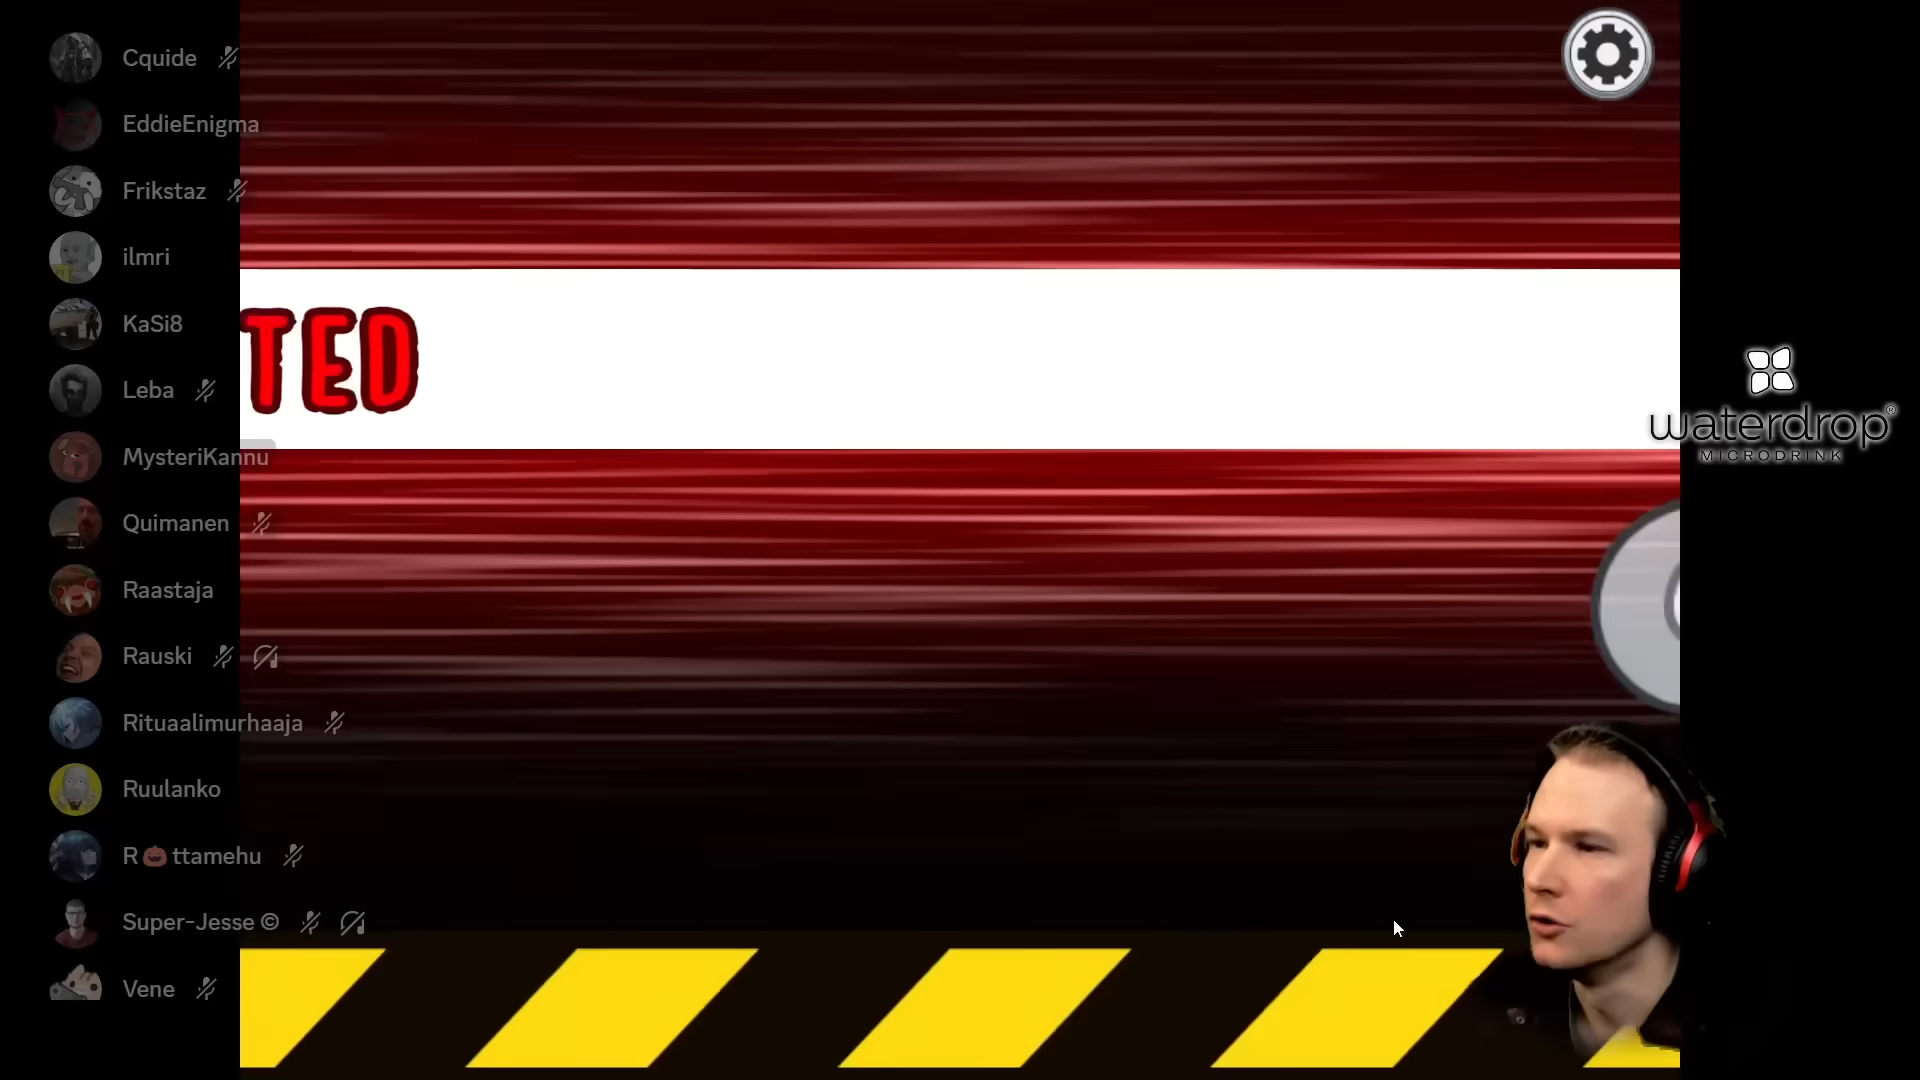 Cquide
EddieEnigma
Frikstaz
ilmri
KaSi8
TED
Leba
waterdrop®
MICRODRINK
MysteriKannu
Quimanen
Raastaja
Rauski
Rituaalimurhaaja
Ruulanko
R🎃ttamehu
Super-Jesse ©
Vene